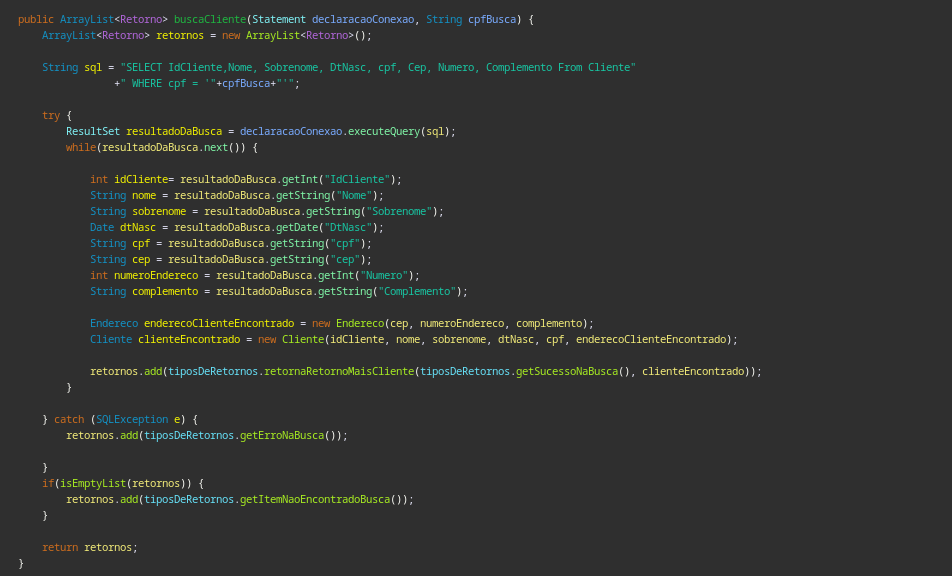 public ArrayList<Retorno> buscaCliente(Statement declaracaoConexao, String cpfBusca) {
    ArrayList<Retorno> retornos = new ArrayList<Retorno>();
    String sql = "SELECT IdCliente,Nome, Sobrenome, DtNasc, cpf, Cep, Numero, Complemento From Cliente"
                +" WHERE cpf = '"+cpfBusca+"'";
    try {
        ResultSet resultadoDaBusca = declaracaoConexao.executeQuery(sql);
        while(resultadoDaBusca.next()) {
            int idCliente= resultadoDaBusca.getInt("IdCliente");
            String nome = resultadoDaBusca.getString("Nome");
            String sobrenome = resultadoDaBusca.getString("Sobrenome");
            Date dtNasc = resultadoDaBusca.getDate("DtNasc");
            String cpf = resultadoDaBusca.getString("cpf");
            String cep = resultadoDaBusca.getString("cep");
            int numeroEndereco = resultadoDaBusca.getInt("Numero");
            String complemento = resultadoDaBusca.getString("Complemento");
            Endereco enderecoClienteEncontrado = new Endereco(cep, numeroEndereco, complemento);
            Cliente clienteEncontrado = new Cliente(idCliente, nome, sobrenome, dtNasc, cpf, enderecoClienteEncontrado);
            retornos.add(tiposDeRetornos.retornaRetornoMaisCliente(tiposDeRetornos.getSucessoNaBusca(), clienteEncontrado));
        }
    } catch (SQLException e) {
        retornos.add(tiposDeRetornos.getErroNaBusca());
    }
    if(isEmptyList(retornos)) {
        retornos.add(tiposDeRetornos.getItemNaoEncontradoBusca());
    }
    return retornos;
}